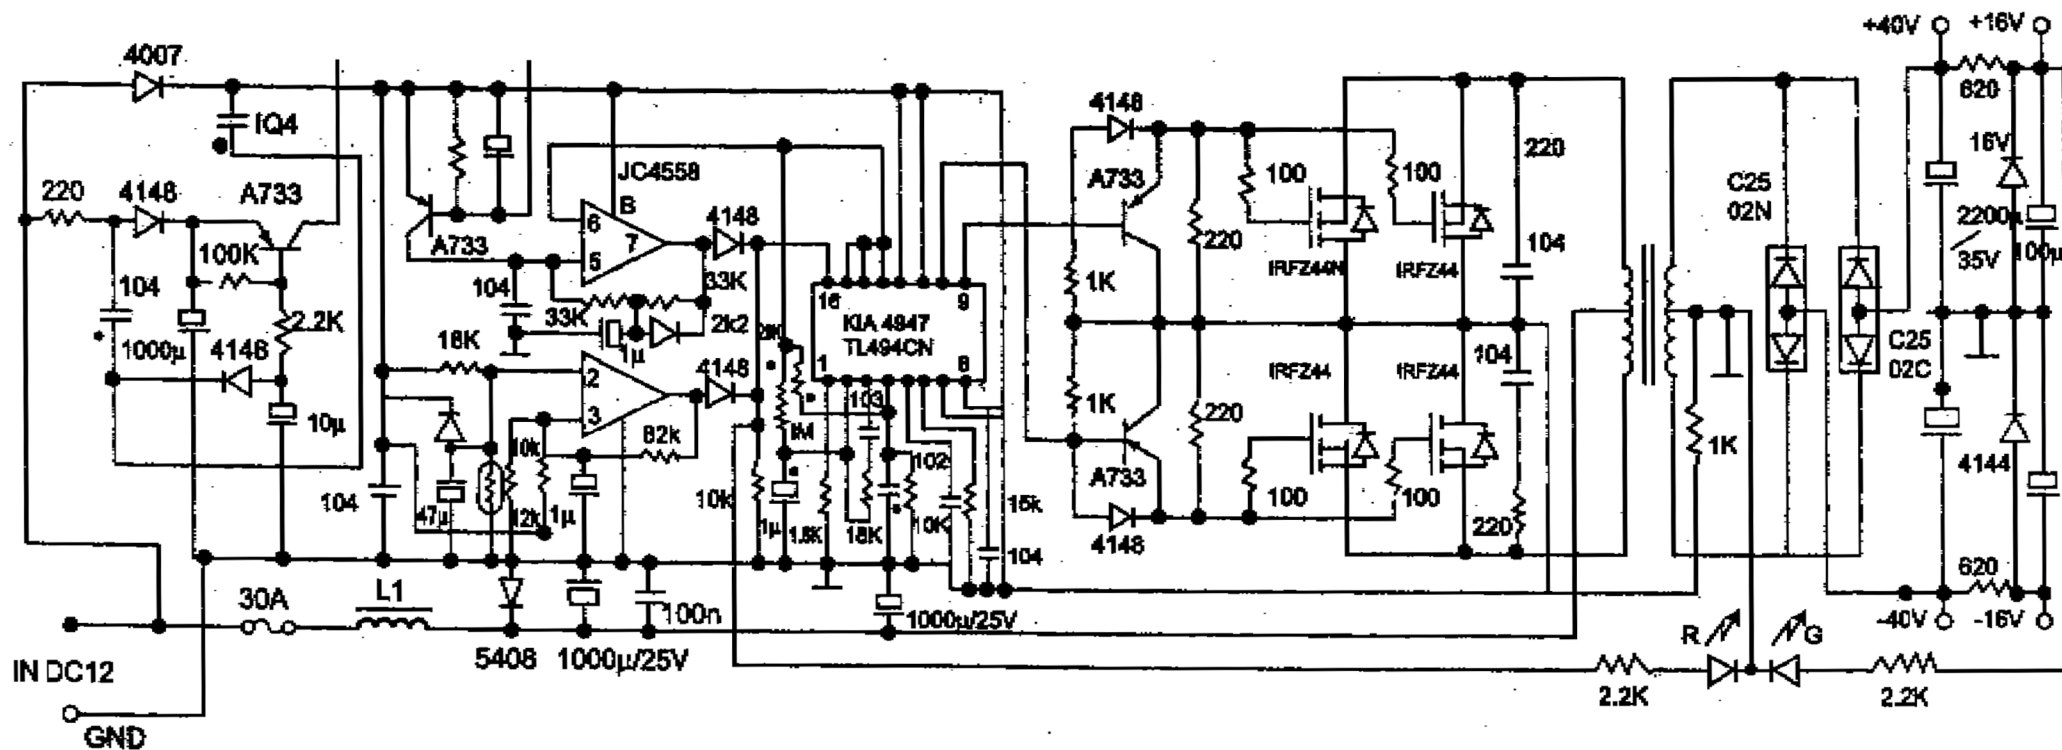 4007
+40V
+16V
IQ4
4148
620
220
4148
A733
JC4558
8
A733
100
100
220
16V
C25
02N
6
7
4148
A733
100K
5
220
104
2200µ
35V
100µ
104
104
33K
IRFZ44N
IRFZ44
1K
16
9
2.2K
33K
KIA 4947
TL494CN
1000µ
4148
18K
1µ
2k2
104
C25
02C
4148
1
8
IRFZ44
IRFZ44
2
3
103
1K
220
10µ
10k
82k
1M
102
A733
1K
4144
104
47µ
12k
1µ
10k
1µ
1.8K
18K
10K
15k
100
100
220
4148
104
620
30A
L1
100n
1000µ/25V
-40V
-16V
R
G
5408
1000µ/25V
IN DC12
2.2K
2.2K
GND